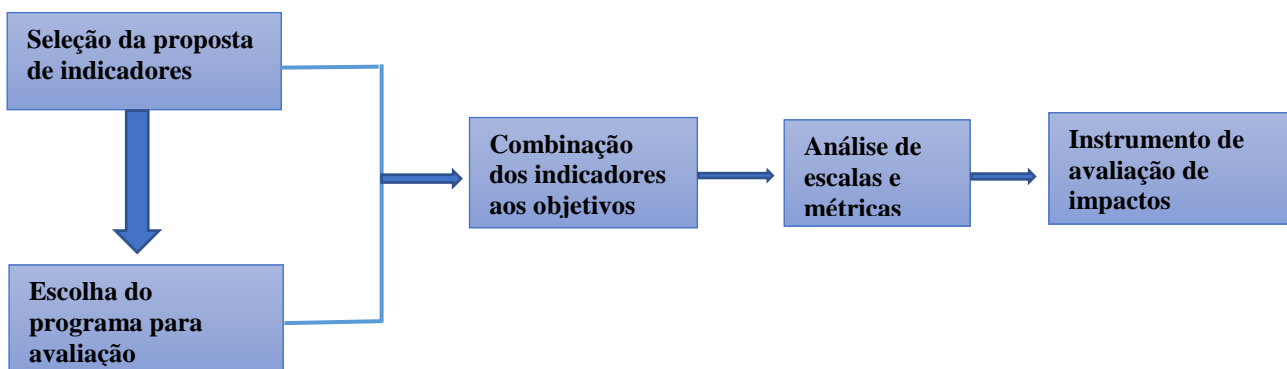 Seleção da proposta
de indicadores
Escolha do
programa para
avaliação
Combinação
dos indicadores
aos objetivos
Análise de
escalas e
métricas
Instrumento de
avaliação de
impactos